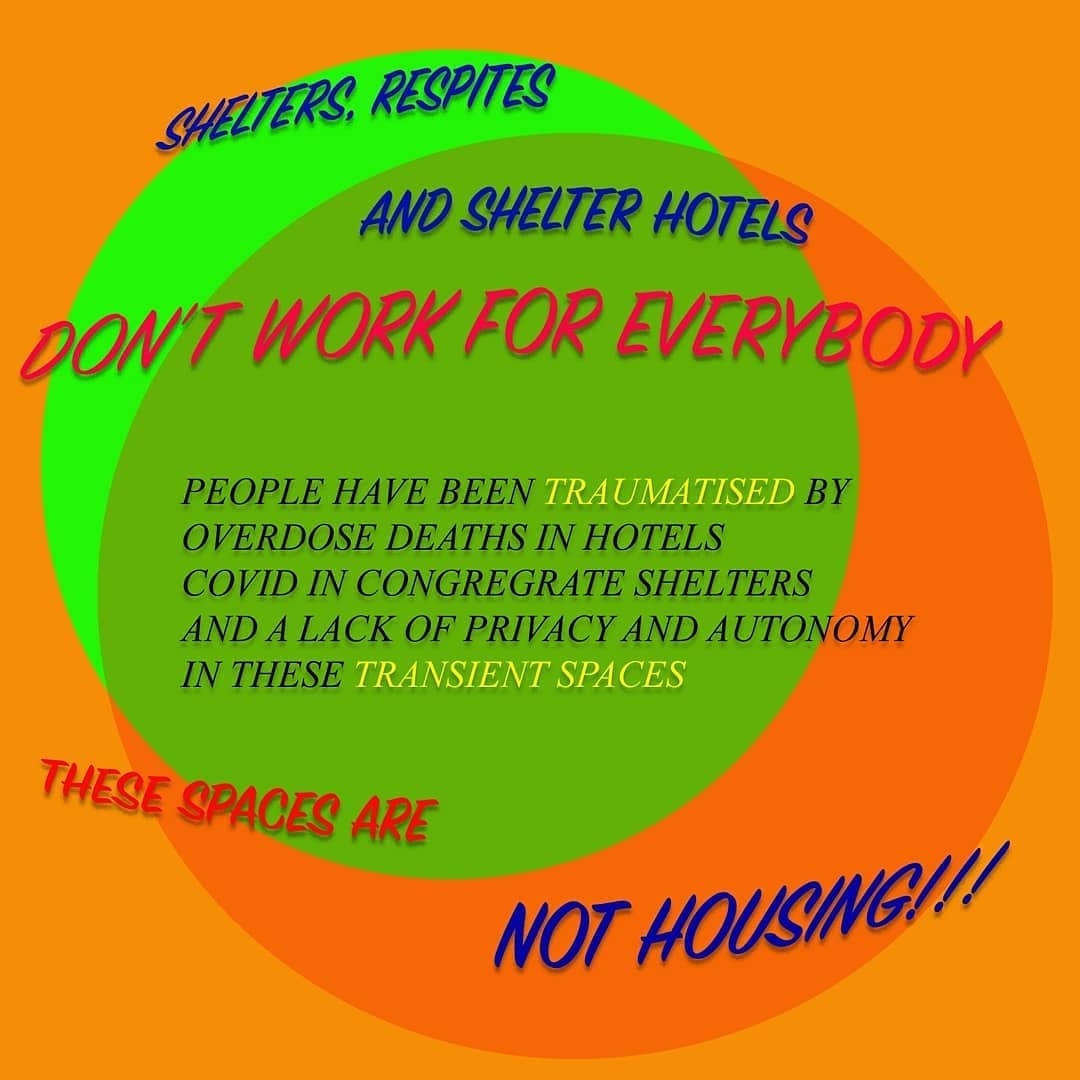 SHELTERS, RESPITES
AND SHELTER HOTELS
DON'T WORK FOR EVERYBODY
PEOPLE HAVE BEEN TRAUMATISED BY
OVERDOSE DEATHS IN HOTELS
COVID IN CONGREGRATE SHELTERS
AND A LACK OF PRIVACY AND AUTONOMY
IN THESE TRANSIENT SPACES
THESE SPACES ARE
NOT HOUSING!!!